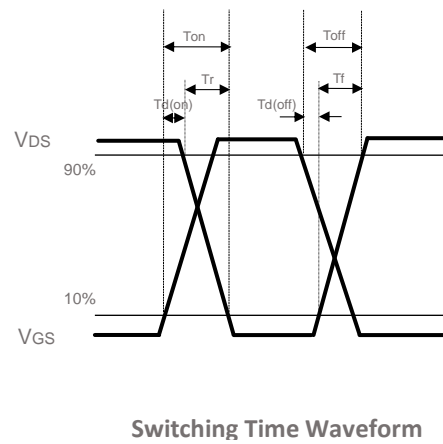 Ton
Toff
Tr
Tf
Td(on)
Td(off)
VDS
90%
10%
VGS
Switching Time Waveform